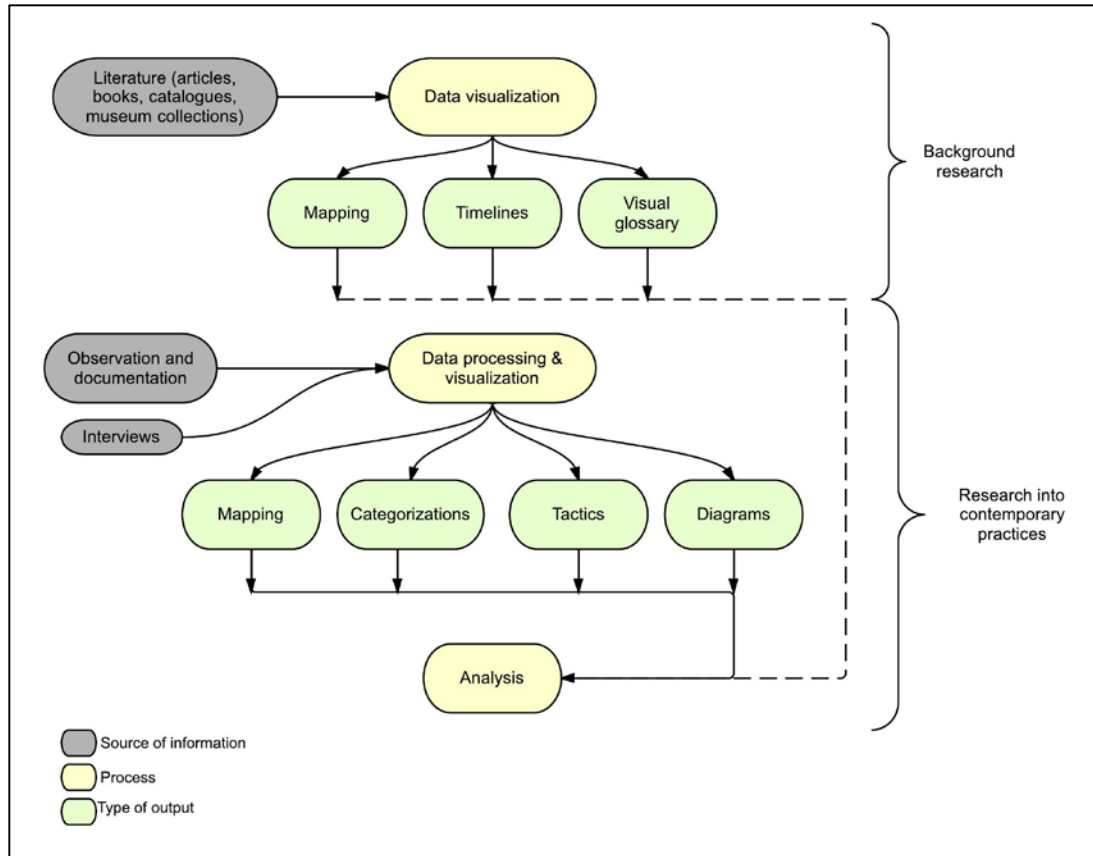 Literature (articles,
books, catalogues,
museum collections)
Data visualization
Background
research
Mapping
Timelines
Visual
glossary
Observation and
documentation
Data processing &
visualization
Interviews
Mapping
Categorizations
Tactics
Diagrams
Research into
contemporary
practices
Analysis
Source of information
Process
Type of output